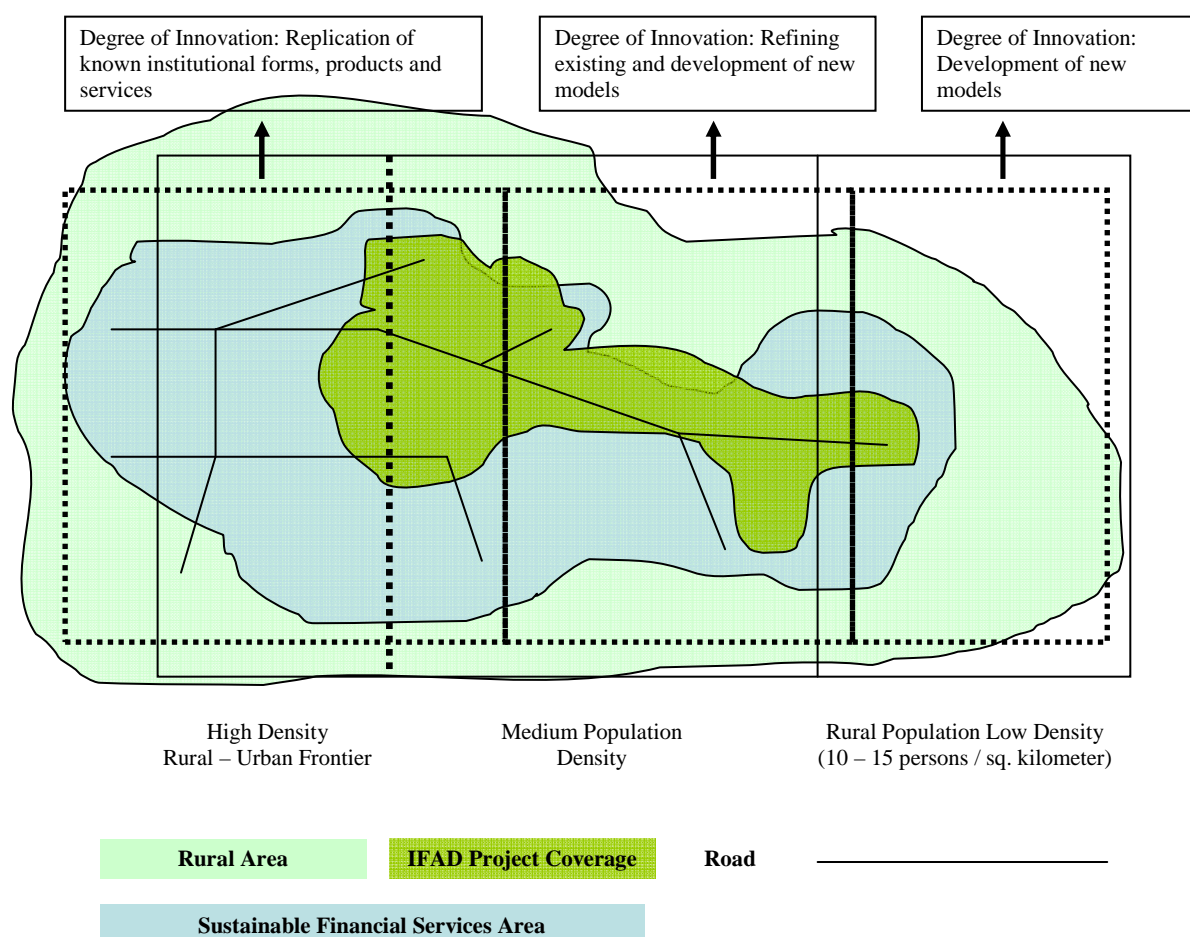 Degree of Innovation: Replication of
known institutional forms, products and
services
Degree of Innovation: Refining
existing and development of new
models
Degree of Innovation:
Development of new
models
High Density
Rural – Urban Frontier
Medium Population
Density
Rural Population Low Density
(10 – 15 persons / sq. kilometer)
Rural Area
IFAD Project Coverage
Road
Sustainable Financial Services Area